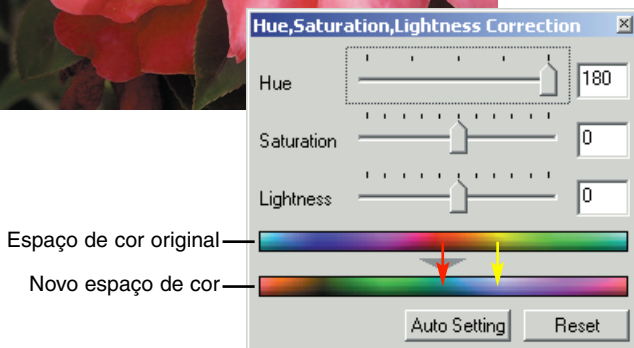 Hue,Saturation,Lightness Correction
Hue 180
Saturation 0
Lightness 0
Espaço de cor original
Novo espaço de cor
Auto Setting Reset